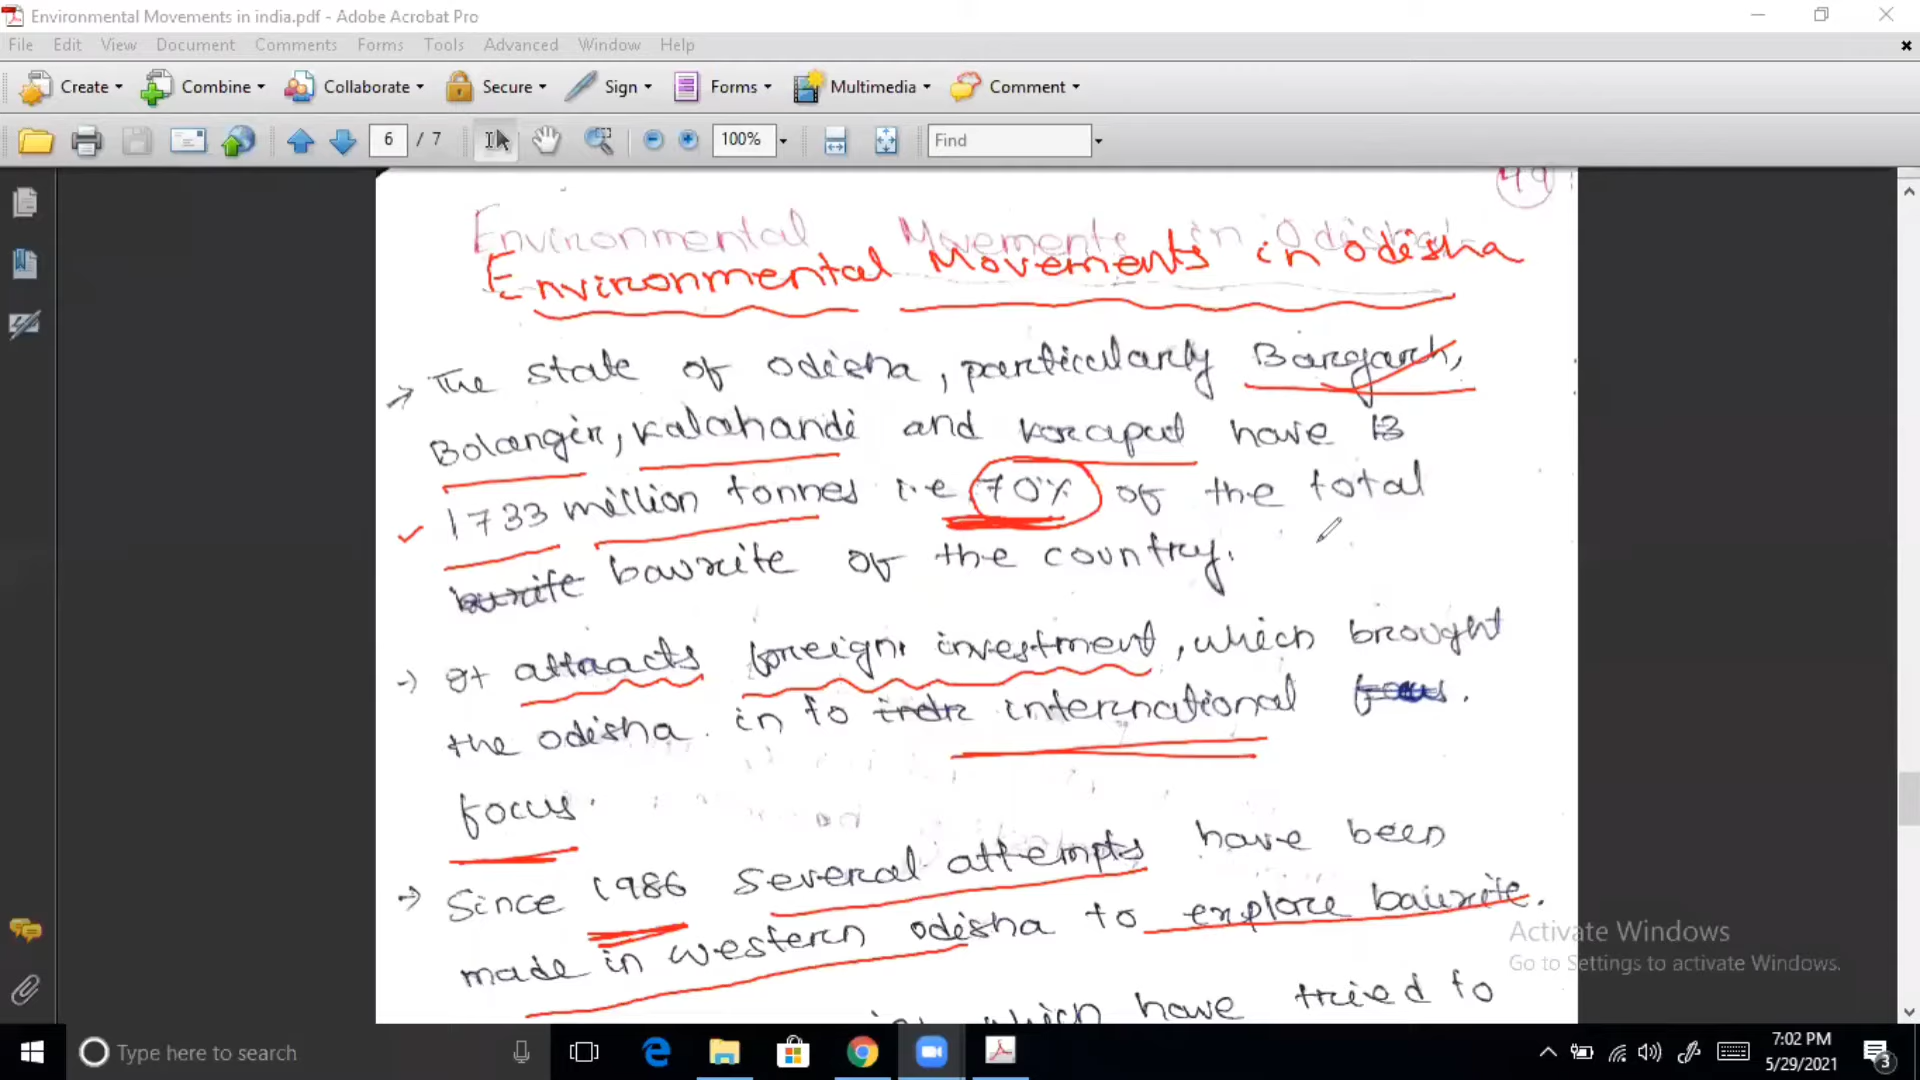 Environmental Movements in india.pdf - Adobe Acrobat Pro
File Edit View Document Comments Forms Tools Advanced Window Help
Create Combine Collaborate Secure Sign Forms Multimedia Comment
6 / 7 100% Find
49
Environmental Movements in Odisha
Environmental Movements in odisha
→ The state of odisha, particularly Bargarh,
Bolangir, Kalahandi and koraput have
1733 million tonnes i.e 70% of the total
bauxite of the country.
→ It attracts foreign investment, which brought
the odisha in to international
focus.
→ Since 1986 several attempts have been
made in western odisha to explore bauxite.
which have tried to
Activate Windows
Go to Settings to activate Windows.
Type here to search
7:02 PM
5/29/2021
3